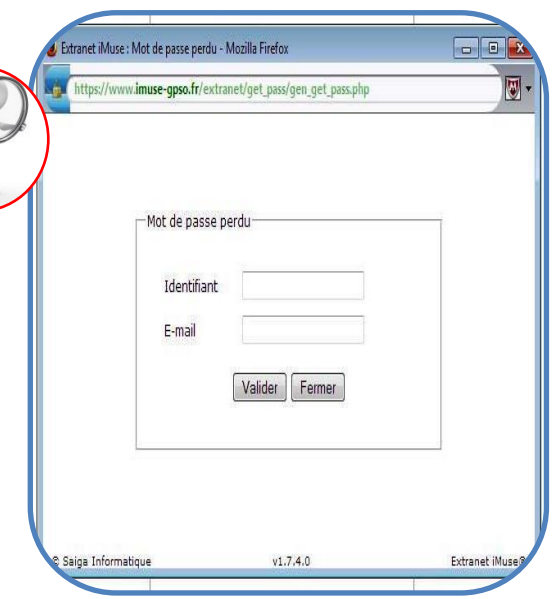 Extranet iMuse : Mot de passe perdu - Mozilla Firefox
https://www.imuse-gpso.fr/extranet/get_pass/gen_get_pass.php
Mot de passe perdu
Identifiant
E-mail
Valider Fermer
© Saiga Informatique v1.7.4.0 Extranet iMuse®